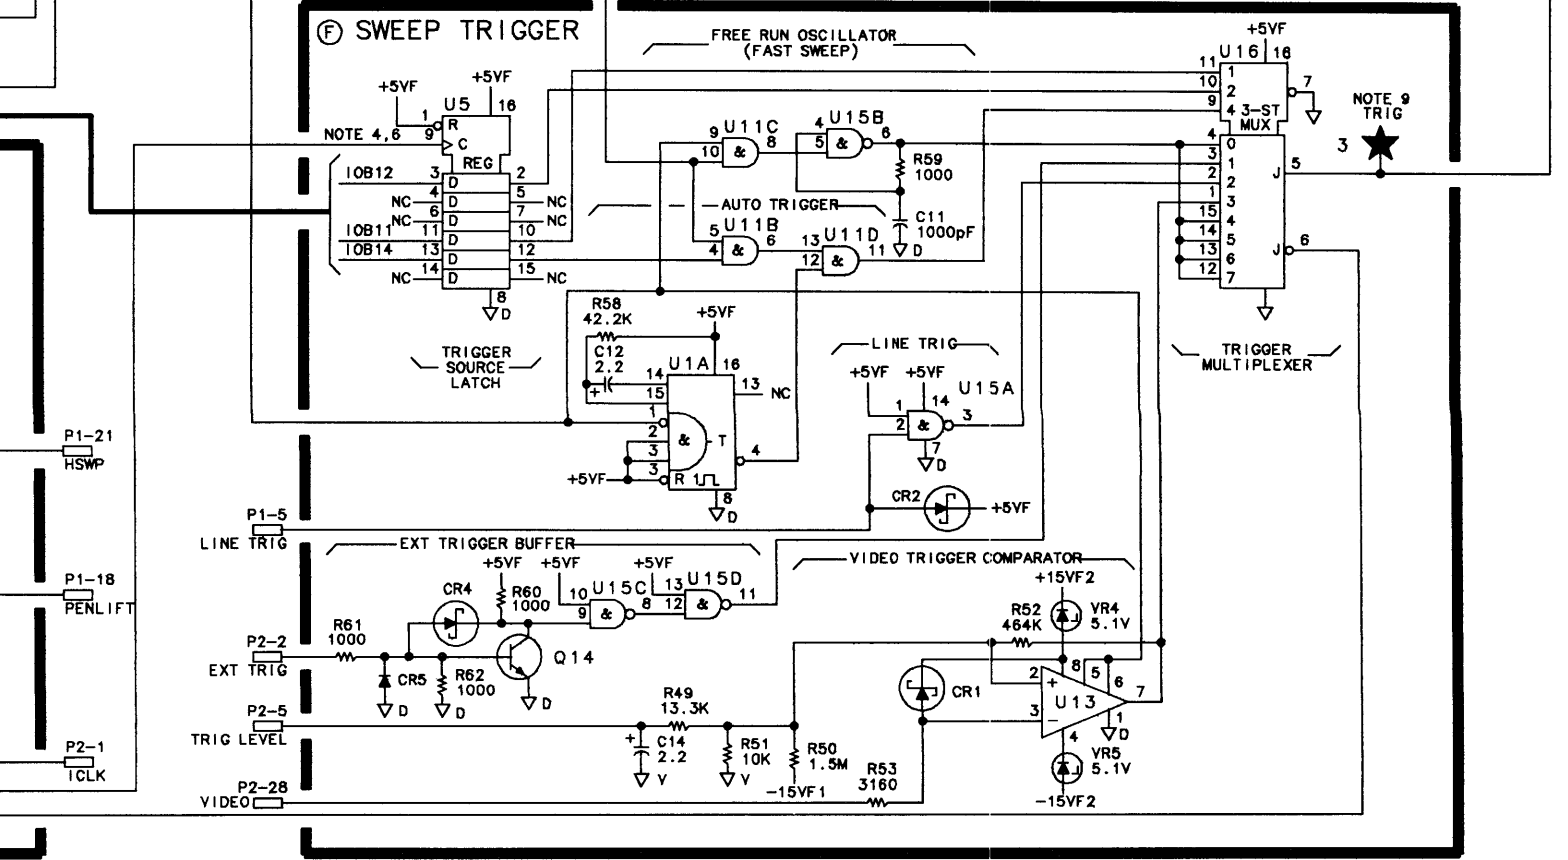 F SWEEP TRIGGER
FREE RUN OSCILLATOR
(FAST SWEEP)
+5VF
U16 16
11 1
10 2
9 4
3-ST
MUX
7
NOTE 9
TRIG
3
4 0
3 1
2 2
1 3
15 4
14 5
13 6
12 7
J 5
J 6
TRIGGER
MULTIPLEXER
+5VF
+5VF
U5 16
1 R
9 C
NOTE 4,6
REG
IOB12 3 D 2
4 D 5
NC NC
6 D 7
NC NC
IOB11 11 D 10
IOB14 13 D 12
NC 14 D 15 NC
8
D
TRIGGER
SOURCE
LATCH
9 U11C 8
10 &
4 U15B 6
5 &
R59
1000
C11
1000pF
D
AUTO TRIGGER
5 U11B 6
4 &
13 U11D 11
12 &
R58
42.2K
+5VF
C12
2.2
+
U1A 16
14
15
13 NC
1
2
3
3
& T
R 1
4
+5VF
8
D
LINE TRIG
+5VF +5VF
U15A
1 14
2 & 3
7
D
CR2
+5VF
P1-21
HSWP
P1-5
LINE TRIG
P1-18
PENLIFT
P2-2
EXT TRIG
P2-5
TRIG LEVEL
P2-1
ICLK
P2-28
VIDEO
EXT TRIGGER BUFFER
+5VF +5VF +5VF
CR4
R60
1000
10 U15C 8
9 &
13 U15D 11
12 &
R61
1000
CR5
D
R62
1000
D
Q14
D
R49
13.3K
+ C14
2.2
V
R51
10K
V
R50
1.5M
-15VF1
R53
3160
VIDEO TRIGGER COMPARATOR
+15VF2
VR4
5.1V
R52
464K
CR1
2 +
3 -
U13
8 5 6
7
1
D
4
VR5
5.1V
-15VF2